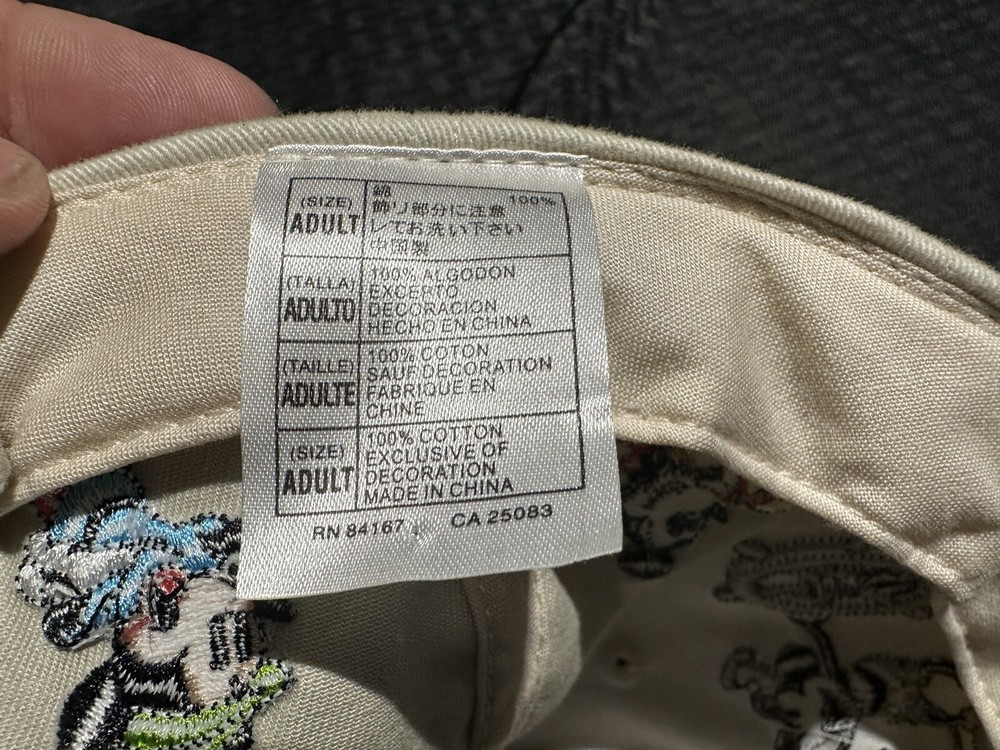 (SIZE)
ADULT
綿 100%
飾り部分に注意
してお洗い下さい
中国製
(TALLA)
ADULTO
100% ALGODON
EXCERTO
DECORACION
HECHO EN CHINA
(TAILLE)
ADULTE
100% COTON
SAUF DECORATION
FABRIQUE EN
CHINE
(SIZE)
ADULT
100% COTTON
EXCLUSIVE OF
DECORATION
MADE IN CHINA
RN 84167 CA 25083